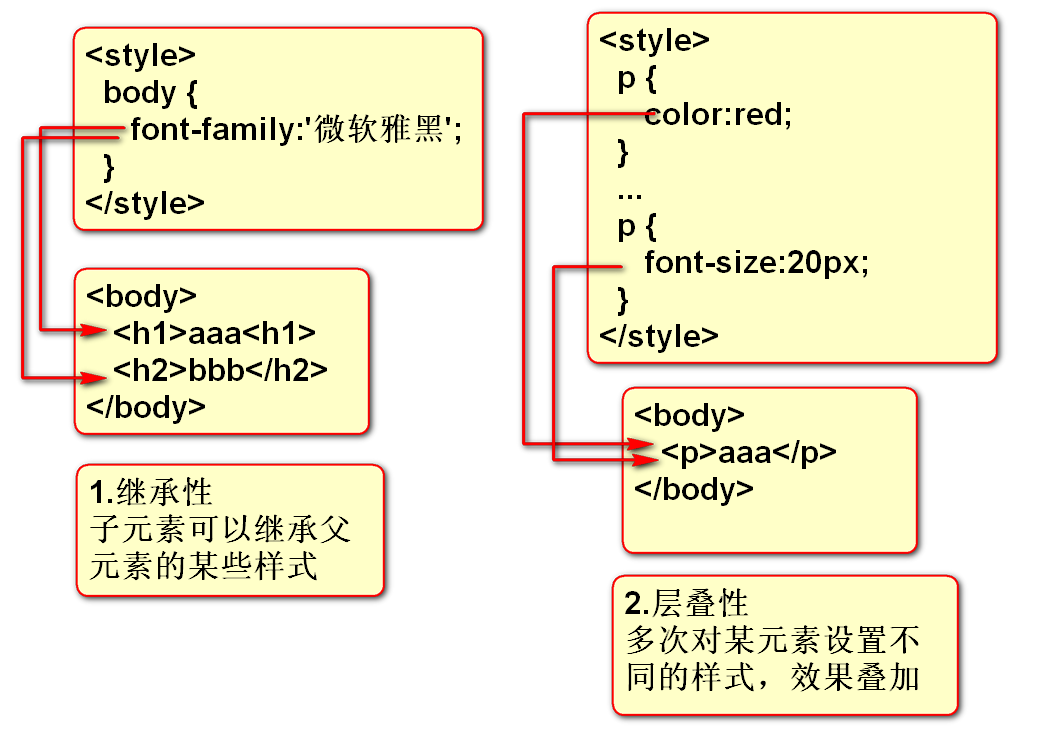 <style>
body {
font-family:'微软雅黑';
}
</style>
<body>
<h1>aaa<h1>
<h2>bbb</h2>
</body>
1.继承性
子元素可以继承父
元素的某些样式
<style>
p {
color:red;
}
...
p {
font-size:20px;
}
</style>
<body>
<p>aaa</p>
</body>
2.层叠性
多次对某元素设置不
同的样式，效果叠加